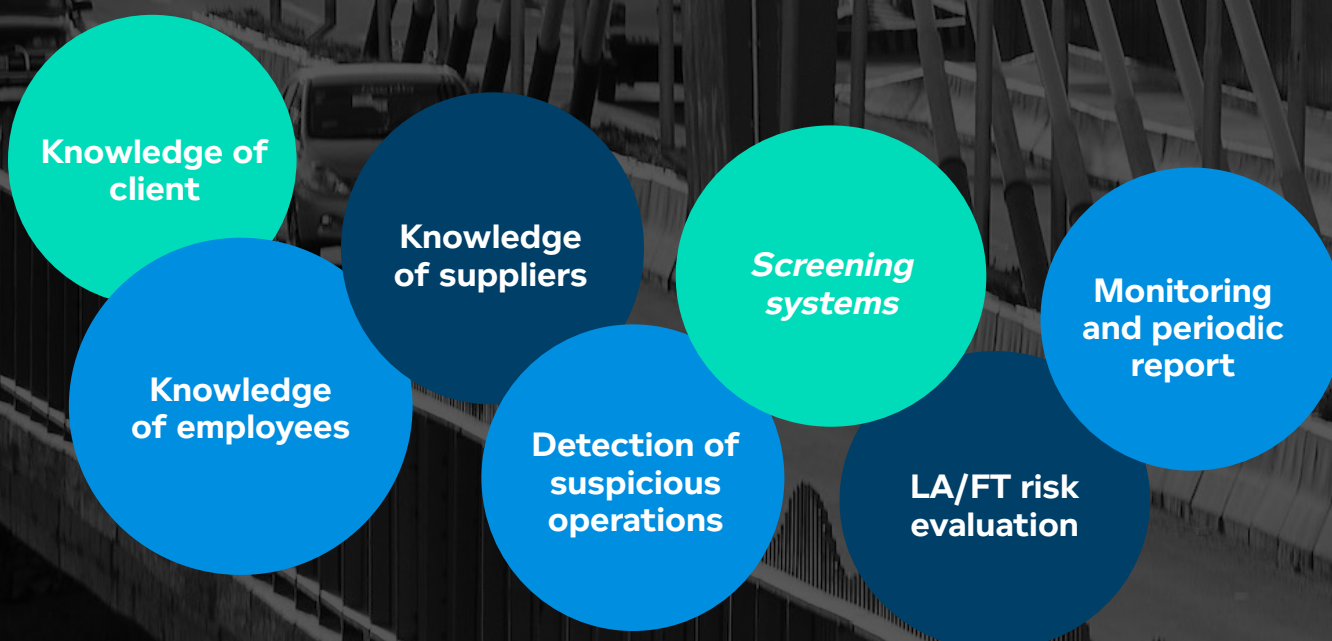 Knowledge of
client
Knowledge
of employees
Knowledge
of suppliers
Detection of
suspicious
operations
Screening
systems
LA/FT risk
evaluation
Monitoring
and periodic
report